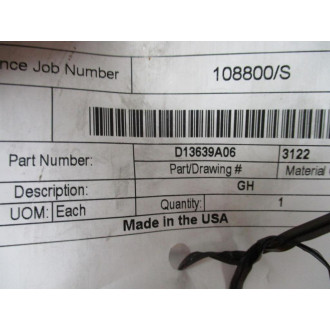 nce Job Number 108800/S
Part Number: D13639A06 3122
Part/Drawing # Material
Description: GH
UOM: Each Quantity: 1
Made in the USA